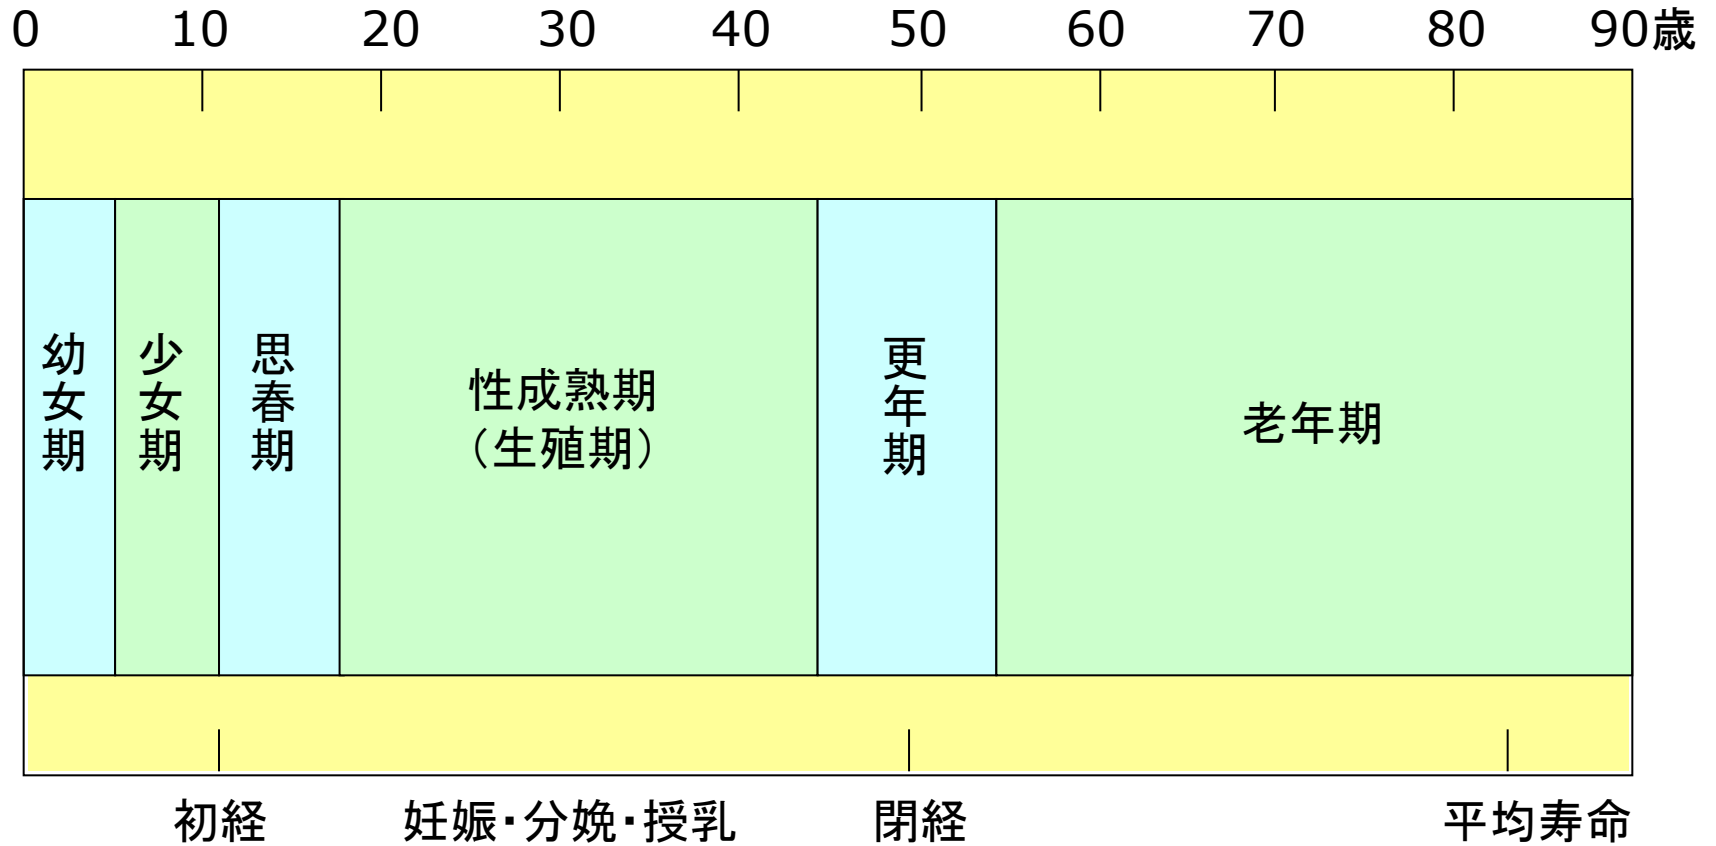 0 10 20 30 40 50 60 70 80 90歳
幼女期
少女期
思春期
性成熟期
（生殖期）
更年期
老年期
初経 妊娠・分娩・授乳 閉経 平均寿命